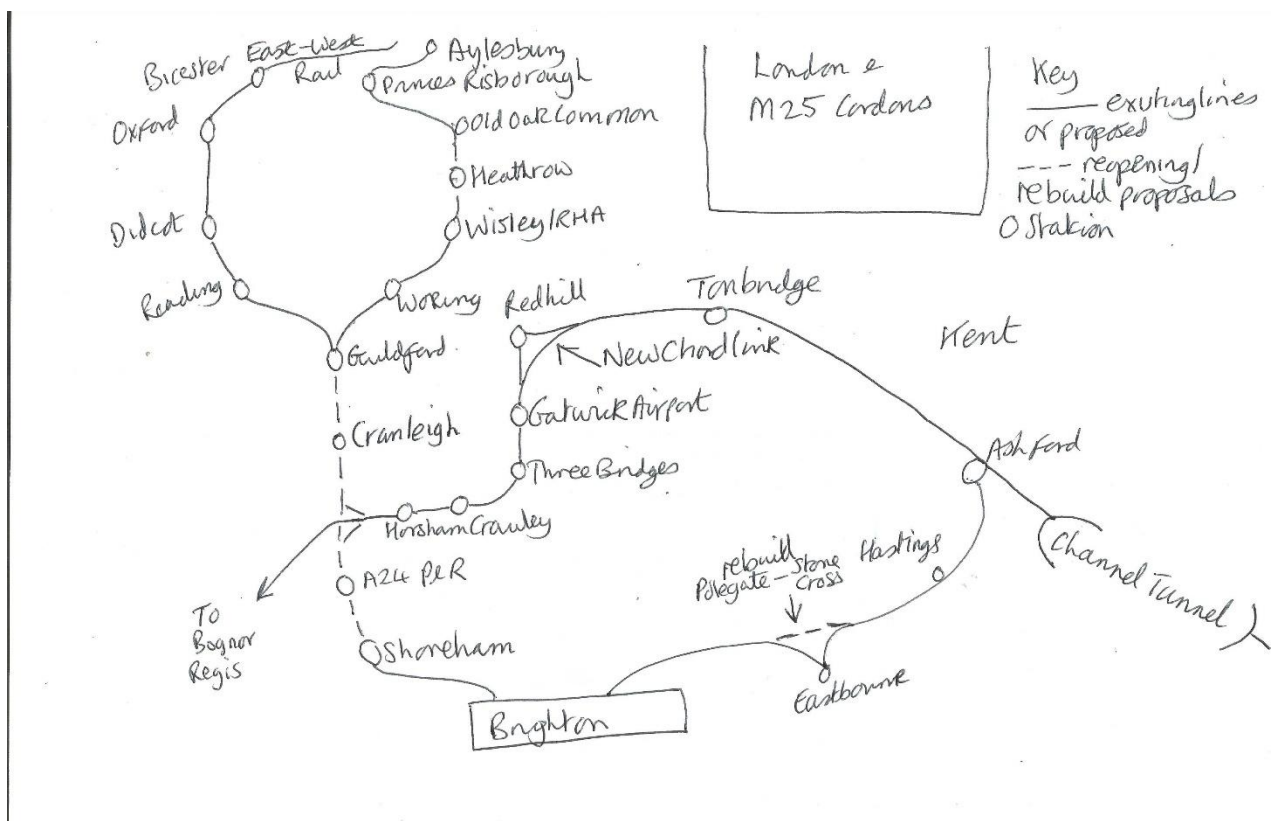 Aylesbury
East-West
Rail
Bicester
Princes Risborough
Oxford
Old Oak Common
Heathrow
Didcot
Wisley/RHA
Reading
Woking
Guildford
Cranleigh
London &
M25 Cordons
Key
existing lines
or proposed
reopening/
rebuild proposals
O Station
Redhill
Tonbridge
Kent
New Chord link
Gatwick Airport
Three Bridges
Ashford
Horsham Crawley
A24 P&R
To
Bognor
Regis
Shoreham
rebuild
Polegate - Stone
Cross
Hastings
Channel Tunnel
Eastbourne
Brighton